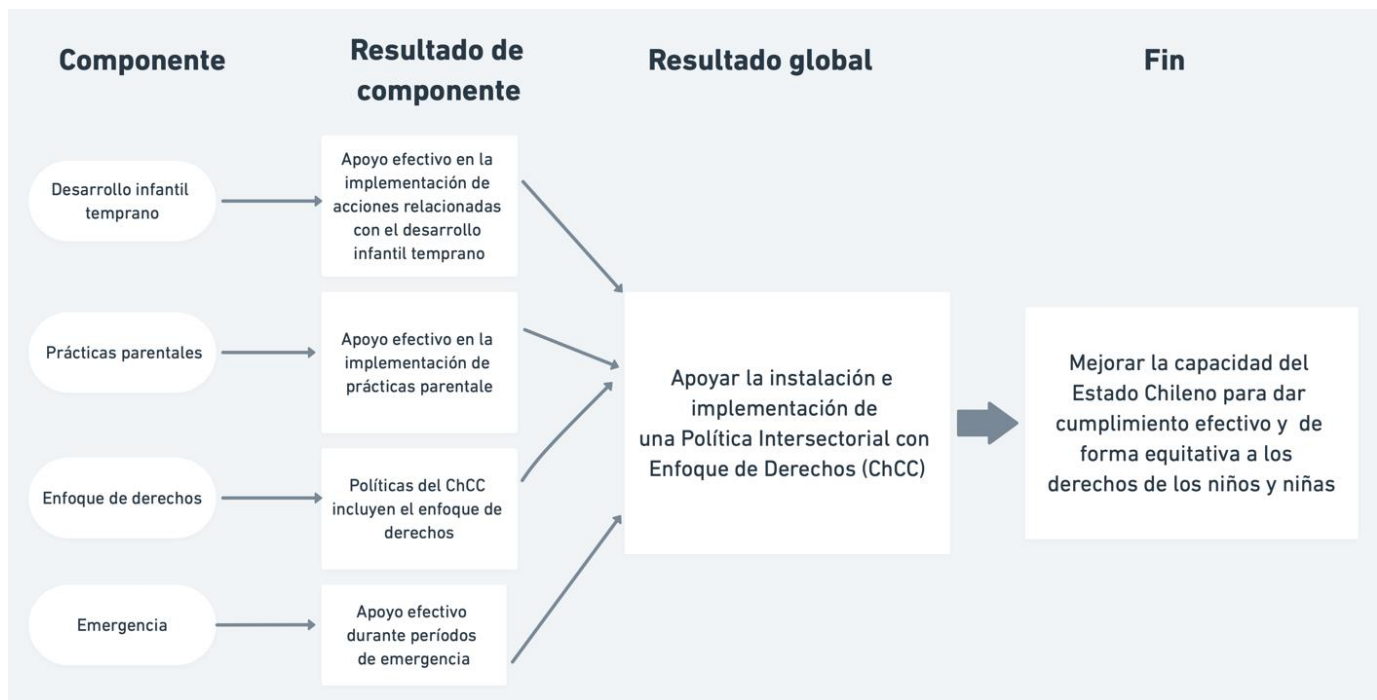 Componente
Resultado de
componente
Resultado global
Fin
Desarrollo infantil
temprano
Apoyo efectivo en la
implementación de
acciones relacionadas
con el desarrollo
infantil temprano
Prácticas parentales
Apoyo efectivo en la
implementación de
prácticas parentale
Enfoque de derechos
Políticas del ChCC
incluyen el enfoque de
derechos
Emergencia
Apoyo efectivo
durante períodos
de emergencia
Apoyar la instalación e
implementación de
una Política Intersectorial con
Enfoque de Derechos (ChCC)
Mejorar la capacidad del
Estado Chileno para dar
cumplimiento efectivo y de
forma equitativa a los
derechos de los niños y niñas